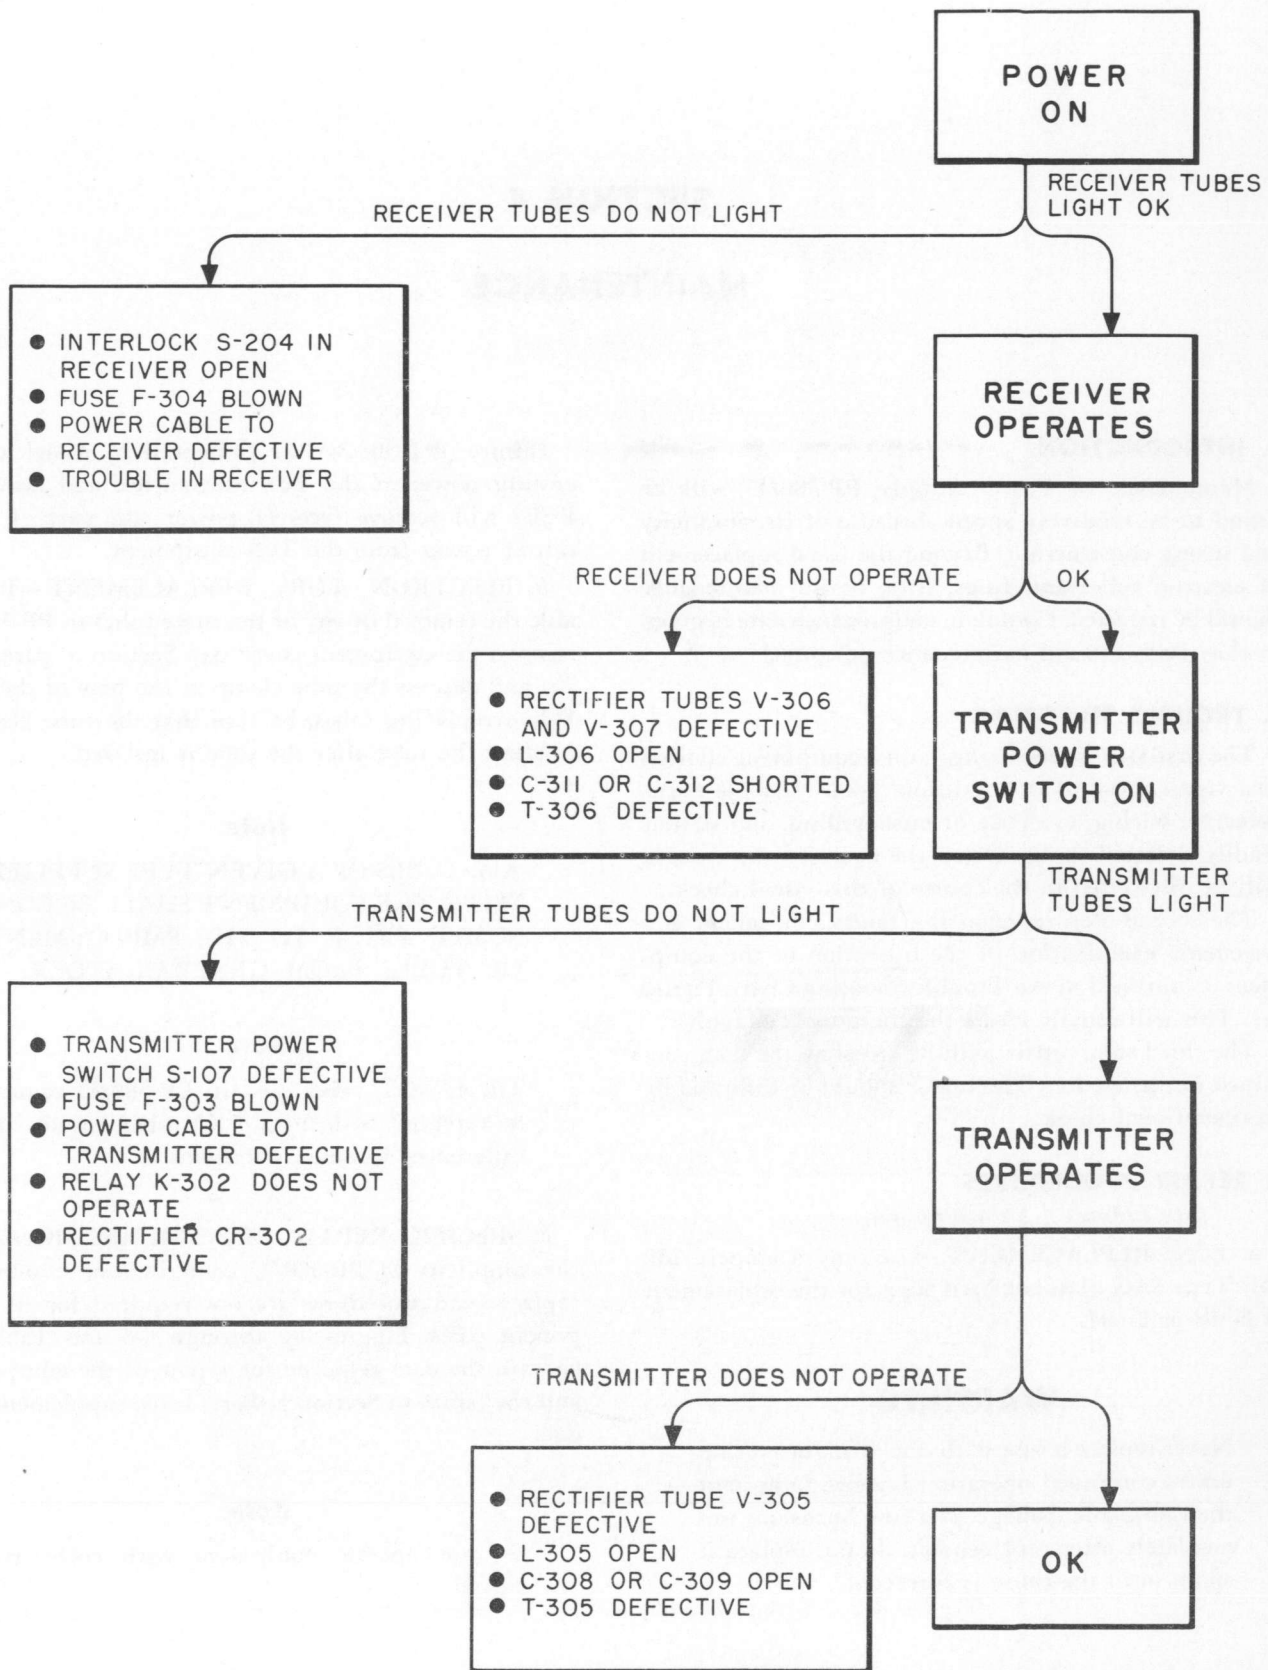 POWER
ON
RECEIVER TUBES
LIGHT OK
RECEIVER TUBES DO NOT LIGHT
● INTERLOCK S-204 IN
RECEIVER OPEN
● FUSE F-304 BLOWN
● POWER CABLE TO
RECEIVER DEFECTIVE
● TROUBLE IN RECEIVER
RECEIVER
OPERATES
RECEIVER DOES NOT OPERATE
OK
● RECTIFIER TUBES V-306
AND V-307 DEFECTIVE
● L-306 OPEN
● C-311 OR C-312 SHORTED
● T-306 DEFECTIVE
TRANSMITTER
POWER
SWITCH ON
TRANSMITTER
TUBES LIGHT
TRANSMITTER TUBES DO NOT LIGHT
● TRANSMITTER POWER
SWITCH S-107 DEFECTIVE
● FUSE F-303 BLOWN
● POWER CABLE TO
TRANSMITTER DEFECTIVE
● RELAY K-302 DOES NOT
OPERATE
● RECTIFIER CR-302
DEFECTIVE
TRANSMITTER
OPERATES
TRANSMITTER DOES NOT OPERATE
● RECTIFIER TUBE V-305
DEFECTIVE
● L-305 OPEN
● C-308 OR C-309 OPEN
● T-305 DEFECTIVE
OK